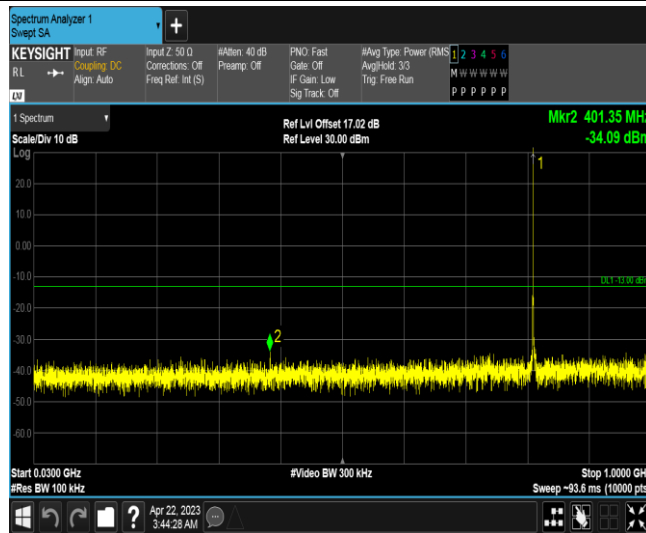 Spectrum Analyzer 1
Swept SA
+
KEYSIGHT
RL
LXI
Input: RF
Coupling: DC
Align: Auto
Input Z: 50 Ω
Corrections: Off
Freq Ref: Int (S)
#Atten: 40 dB
Preamp: Off
PNO: Fast
Gate: Off
IF Gain: Low
Sig Track: Off
#Avg Type: Power (RMS
Avg|Hold: 3/3
Trig: Free Run
1 2 3 4 5 6
M W W W W W
P P P P P P
1 Spectrum
Scale/Div 10 dB
Ref Lvl Offset 17.02 dB
Ref Level 30.00 dBm
Mkr2 401.35 MHz
-34.09 dBm
Log
1
20.0
10.0
0.00
-10.0
DL1 -13.00 dBm
-20.0
-30.0
2
-40.0
-50.0
-60.0
Start 0.0300 GHz
#Video BW 300 kHz
Stop 1.0000 GHz
#Res BW 100 kHz
Sweep ~93.6 ms (10000 pts
?
Apr 22, 2023
3:44:28 AM